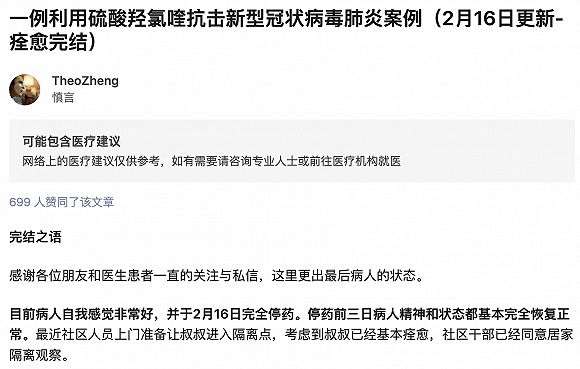 一例利用硫酸羟氯喹抗击新型冠状病毒肺炎案例（2月16日更新-
痊愈完结）
TheoZheng
慎言
可能包含医疗建议
网络上的医疗建议仅供参考，如有需要请咨询专业人士或前往医疗机构就医
699 人赞同了该文章
完结之语
感谢各位朋友和医生患者一直的关注与私信，这里更出最后病人的状态。
目前病人自我感觉非常好，并于2月16日完全停药。停药前三日病人精神和状态都基本完全恢复正
常。最近社区人员上门准备让叔叔进入隔离点，考虑到叔叔已经基本痊愈，社区干部已经同意居家
隔离观察。